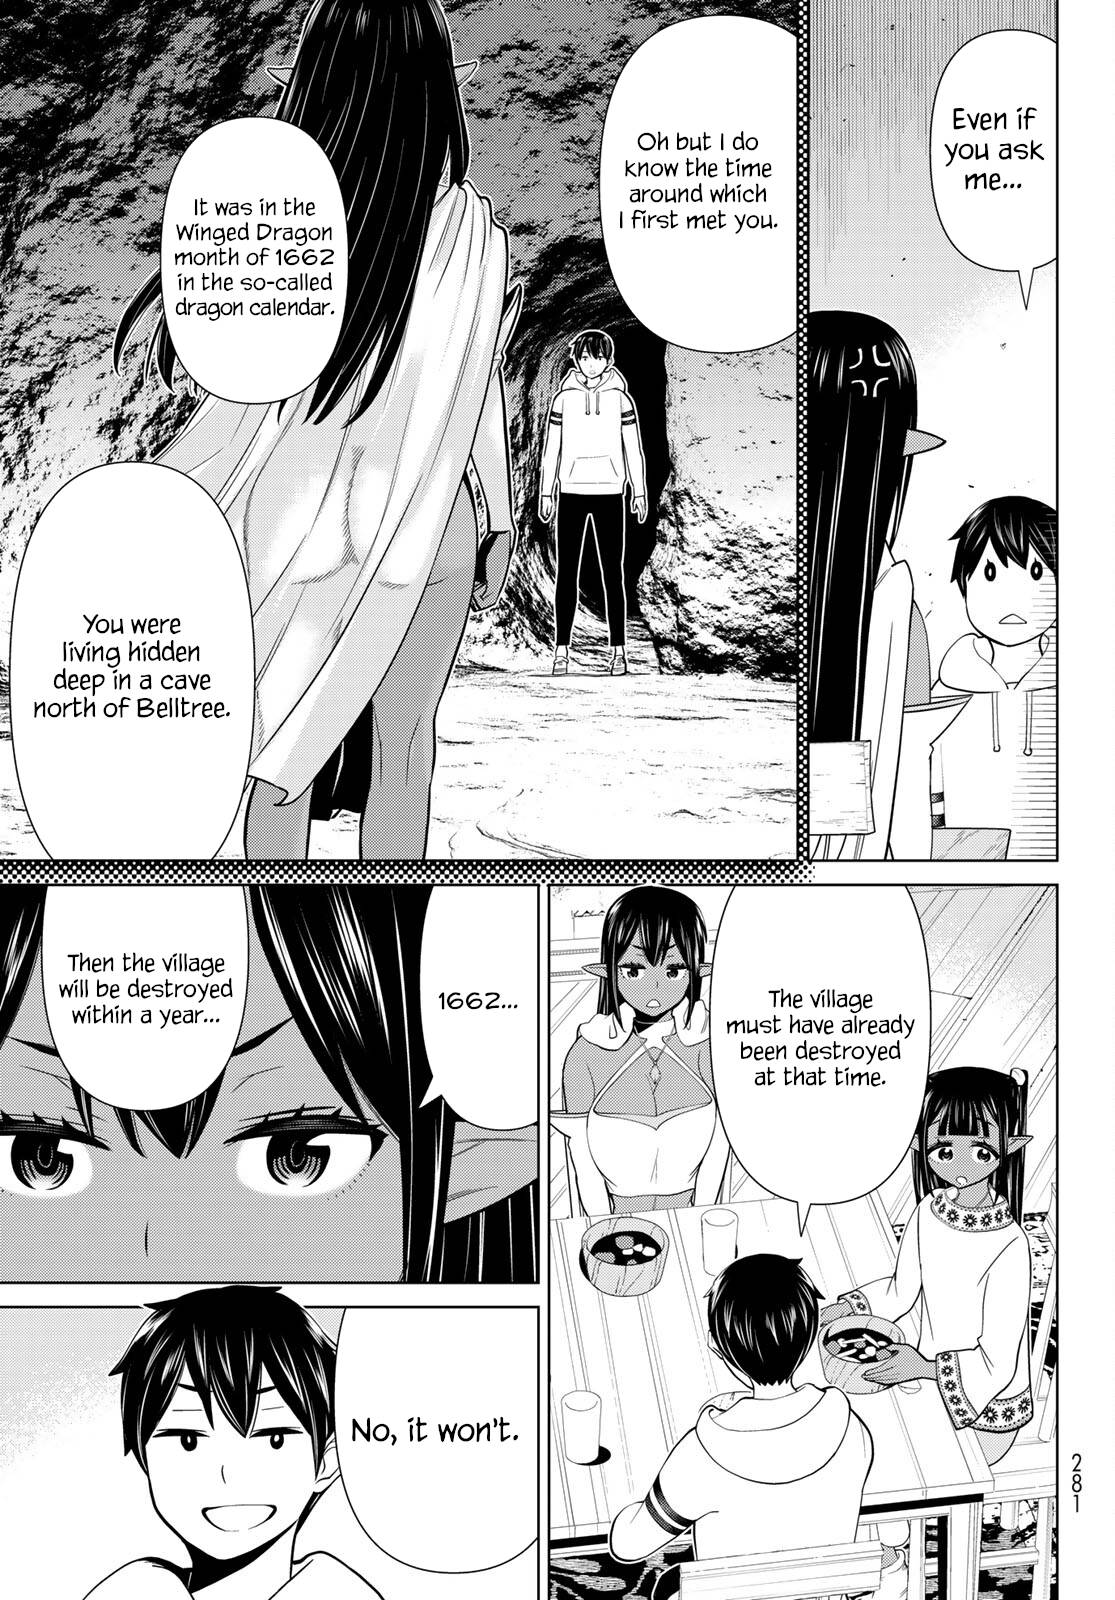 Even if
you ask
me...
Oh but I do
know the time
around which
I first met you.
It was in the
Winged Dragon
month of 1662
in the so-called
dragon calendar.
You were
living hidden
deep in a cave
north of Belltree.
The village
must have already
been destroyed
at that time.
1662...
Then the village
will be destroyed
within a year...
No, it won't.
281